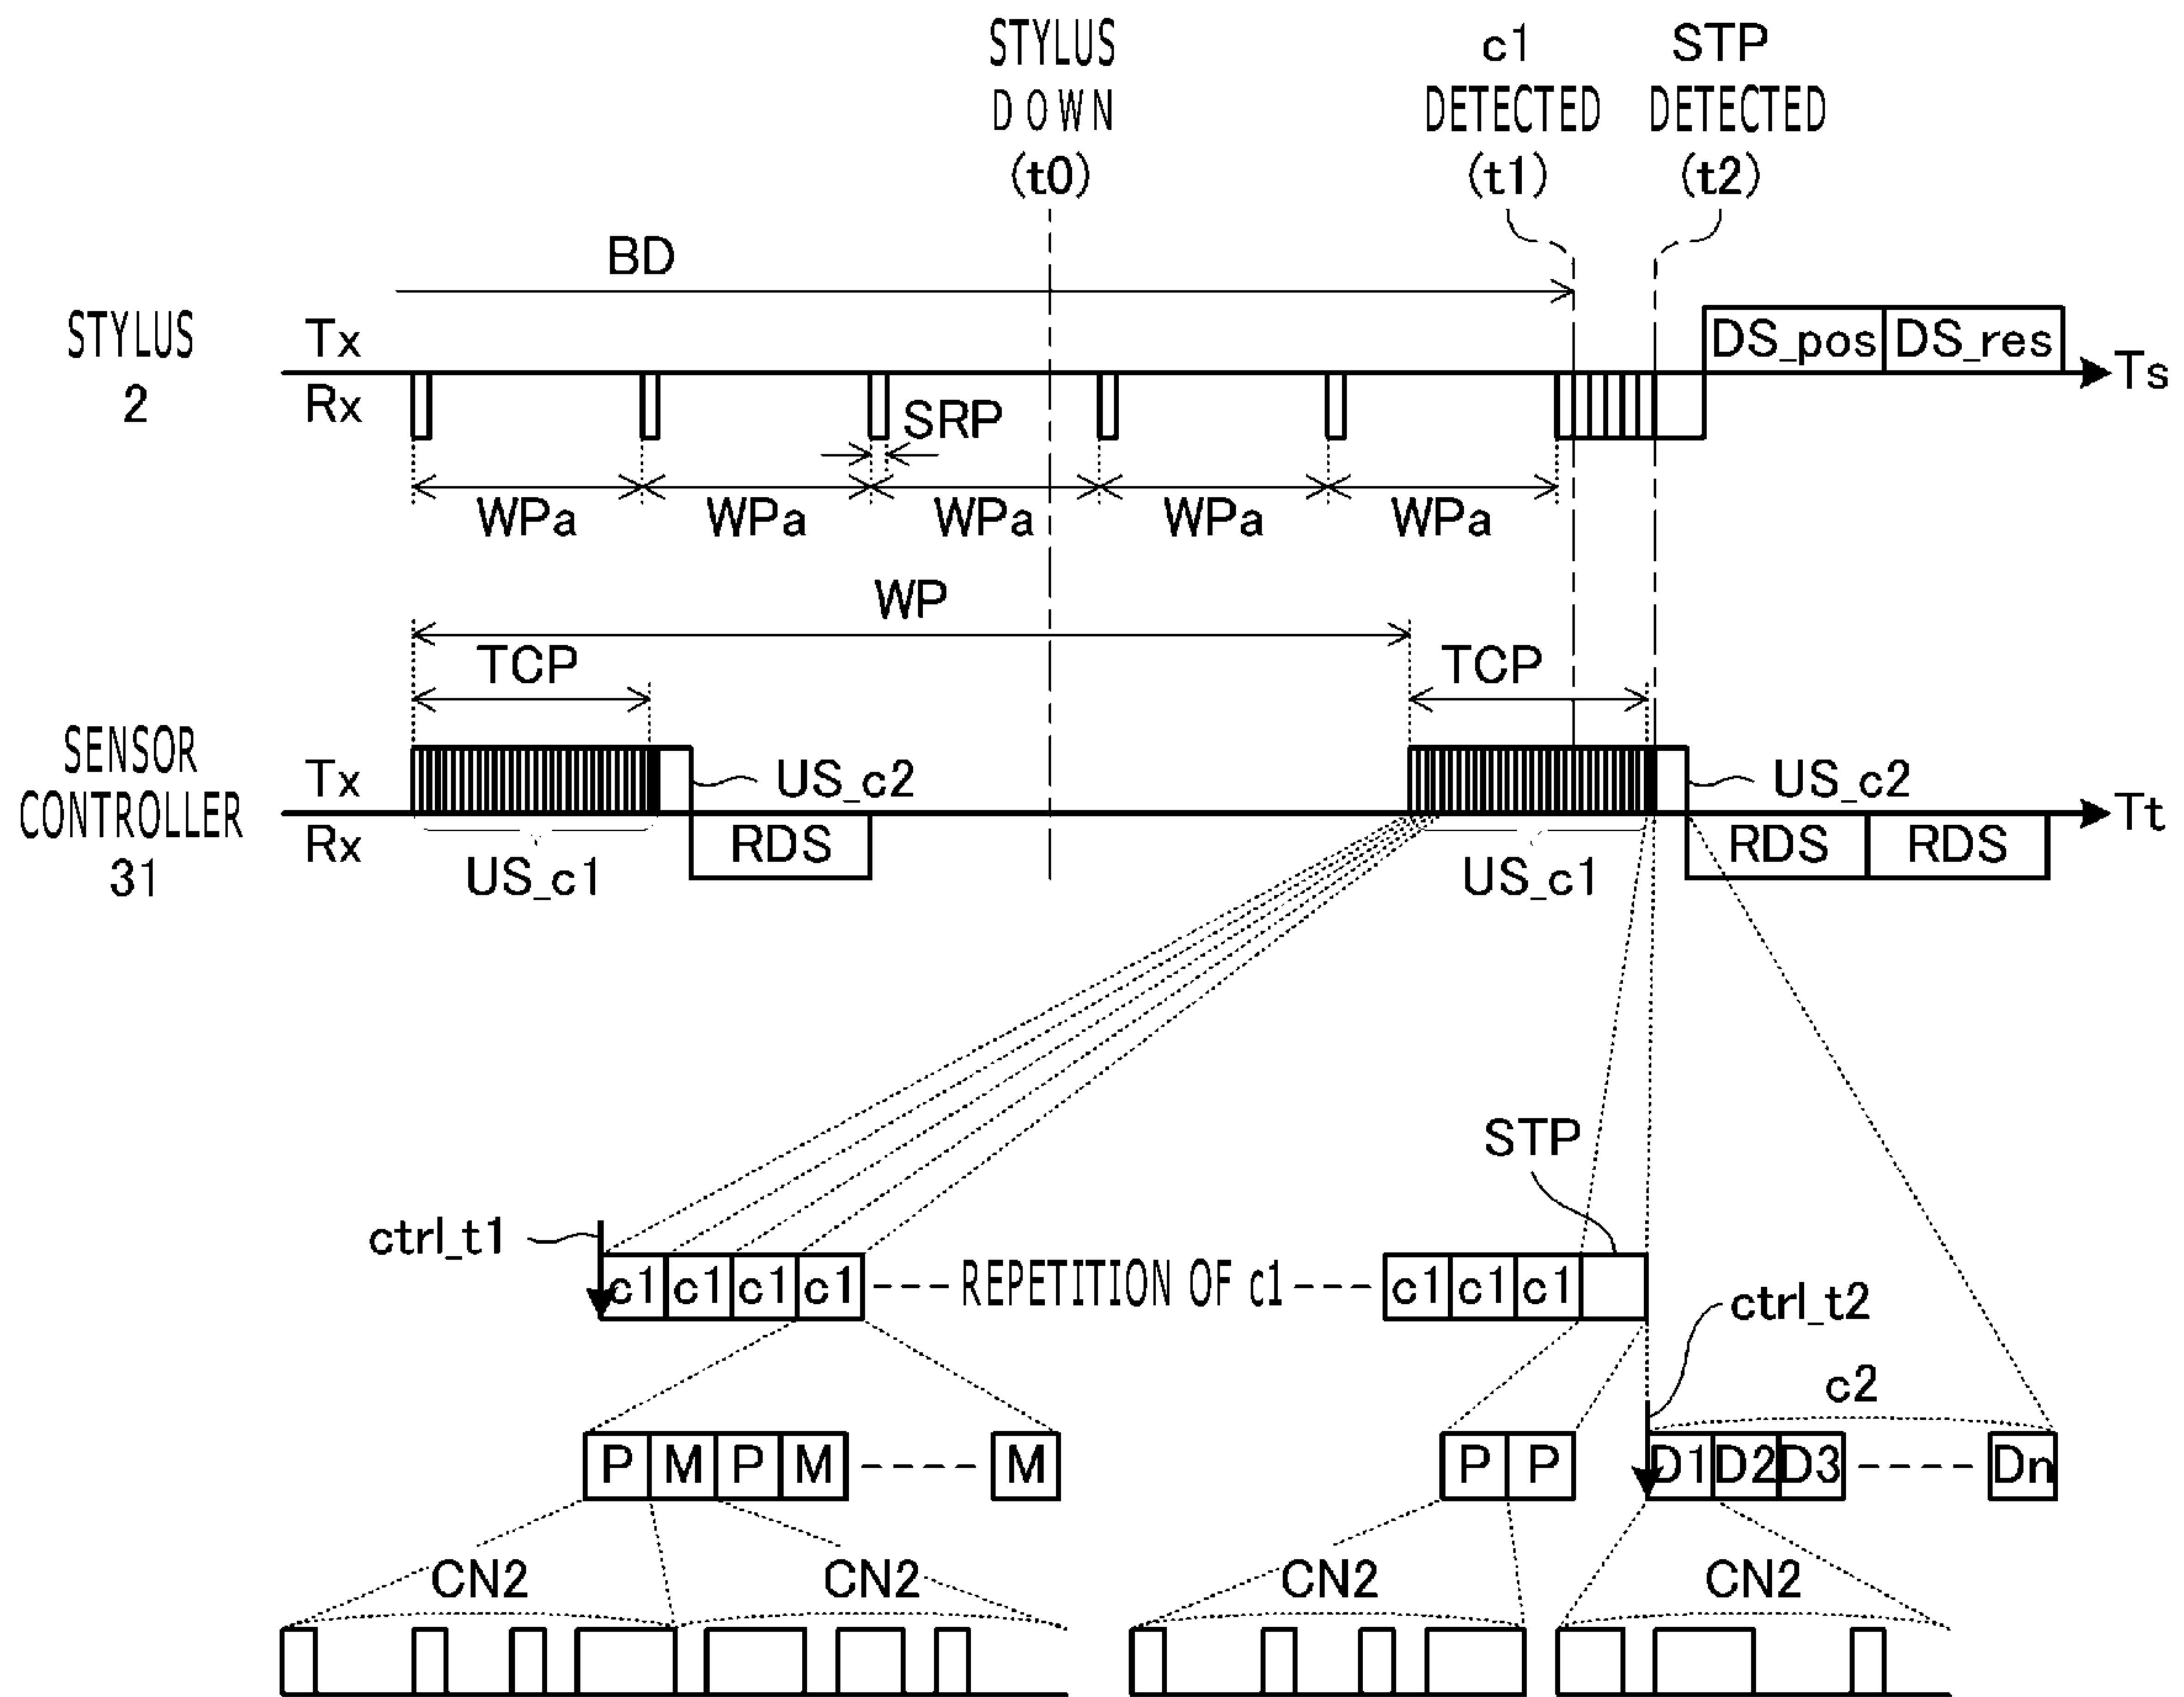 STYLUS DOWN (t0)
c1 DETECTED (t1)
STP DETECTED (t2)
BD
STYLUS 2
Tx
Rx
DS_pos DS_res
Ts
SRP
WPa WPa WPa WPa WPa
WP
TCP TCP
SENSOR CONTROLLER 31
Tx
Rx
US_c2 US_c2
Tt
RDS RDS RDS
US_c1 US_c1
STP
ctrl_t1
c1 c1 c1 c1 ---- REPETITION OF c1 ---- c1 c1 c1
ctrl_t2
c2
P M P M ---- M P P D1 D2 D3 ---- Dn
CN2 CN2 CN2 CN2